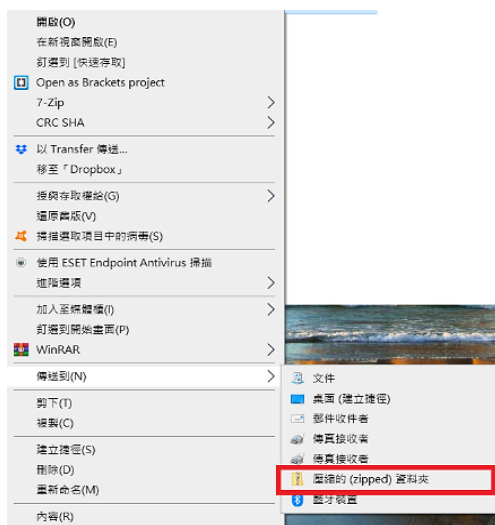 開啟(O)
在新視窗開啟(E)
釘選到 [快速存取]
Open as Brackets project
7-Zip
CRC SHA
以 Transfer 傳送...
移至「Dropbox」
授與存取權給(G)
還原舊版(V)
掃描選取項目中的病毒(S)
使用 ESET Endpoint Antivirus 掃描
進階選項
加入至媒體櫃(I)
釘選到開始畫面(P)
WinRAR
傳送到(N)
剪下(T)
複製(C)
建立捷徑(S)
刪除(D)
重新命名(M)
內容(R)
文件
桌面 (建立捷徑)
郵件收件者
傳真接收者
傳真接收者
壓縮的 (zipped) 資料夾
藍牙裝置